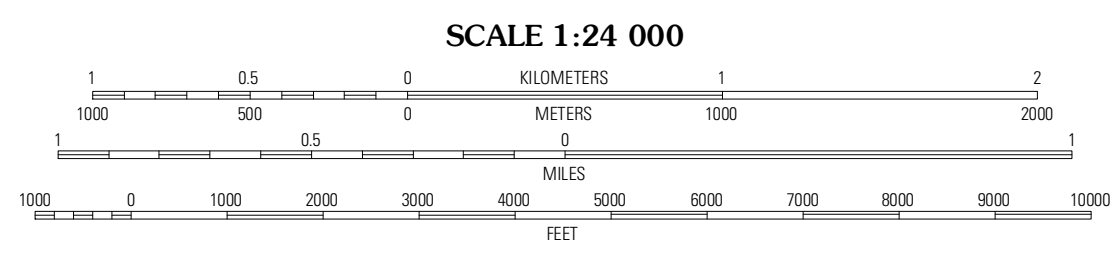 SCALE 1:24 000
1 0.5 0 KILOMETERS 1 2
1000 500 0 METERS 1000 2000
1 0.5 0 1
MILES
1000 0 1000 2000 3000 4000 5000 6000 7000 8000 9000 10000
FEET